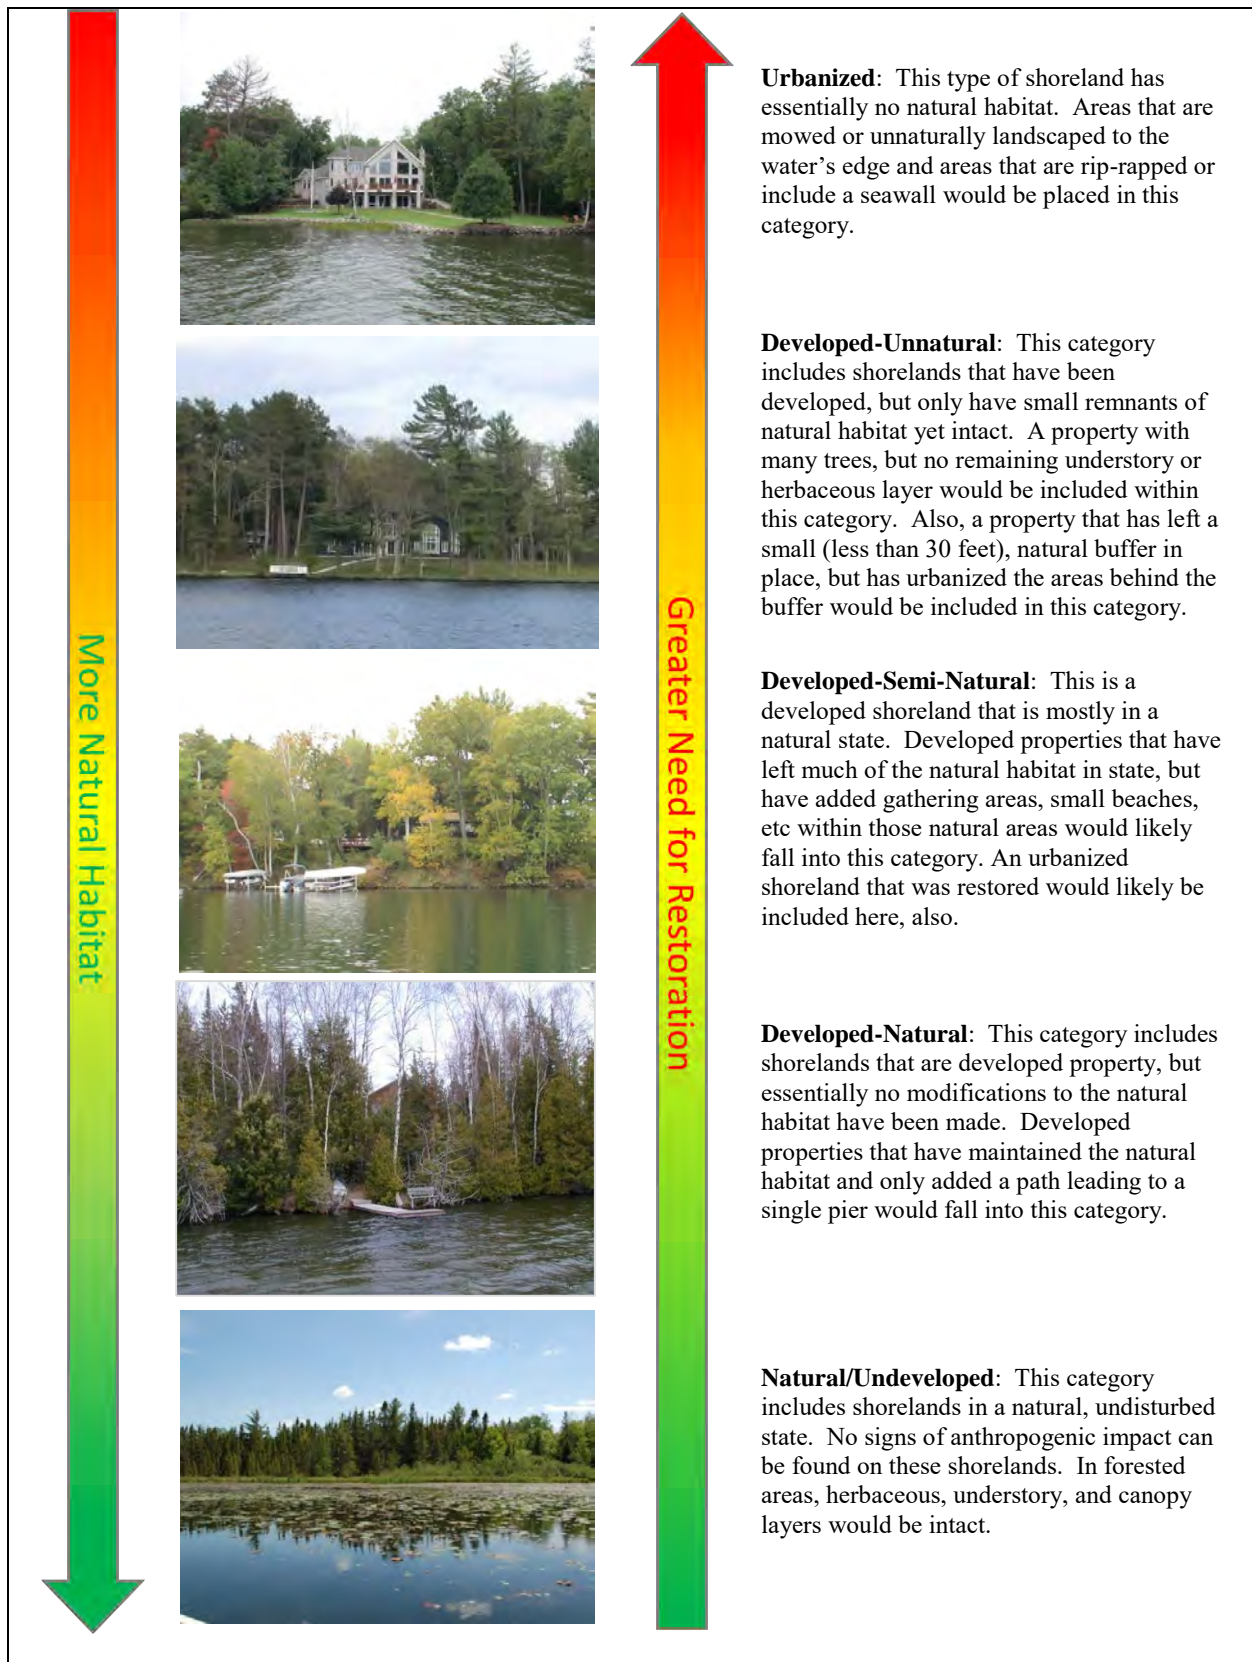 More Natural Habitat
Greater Need for Restoration
Urbanized: This type of shoreland has
essentially no natural habitat. Areas that are
mowed or unnaturally landscaped to the
water’s edge and areas that are rip-rapped or
include a seawall would be placed in this
category.
Developed-Unnatural: This category
includes shorelands that have been
developed, but only have small remnants of
natural habitat yet intact. A property with
many trees, but no remaining understory or
herbaceous layer would be included within
this category. Also, a property that has left a
small (less than 30 feet), natural buffer in
place, but has urbanized the areas behind the
buffer would be included in this category.
Developed-Semi-Natural: This is a
developed shoreland that is mostly in a
natural state. Developed properties that have
left much of the natural habitat in state, but
have added gathering areas, small beaches,
etc within those natural areas would likely
fall into this category. An urbanized
shoreland that was restored would likely be
included here, also.
Developed-Natural: This category includes
shorelands that are developed property, but
essentially no modifications to the natural
habitat have been made. Developed
properties that have maintained the natural
habitat and only added a path leading to a
single pier would fall into this category.
Natural/Undeveloped: This category
includes shorelands in a natural, undisturbed
state. No signs of anthropogenic impact can
be found on these shorelands. In forested
areas, herbaceous, understory, and canopy
layers would be intact.